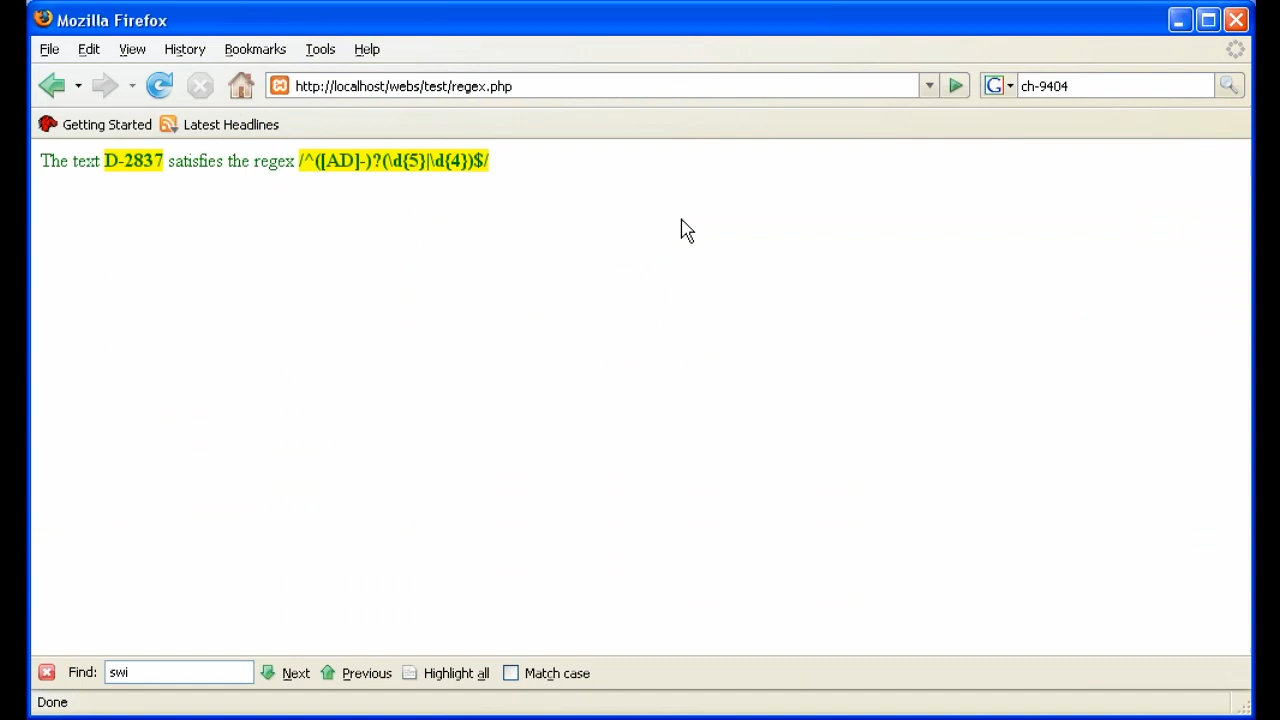 Mozilla Firefox
File Edit View History Bookmarks Tools Help
http://localhost/webs/test/regex.php G ch-9404
Getting Started Latest Headlines
The text D-2837 satisfies the regex /^([AD]-)?(\d{5}|\d{4})$/
Find: swi Next Previous Highlight all Match case
Done